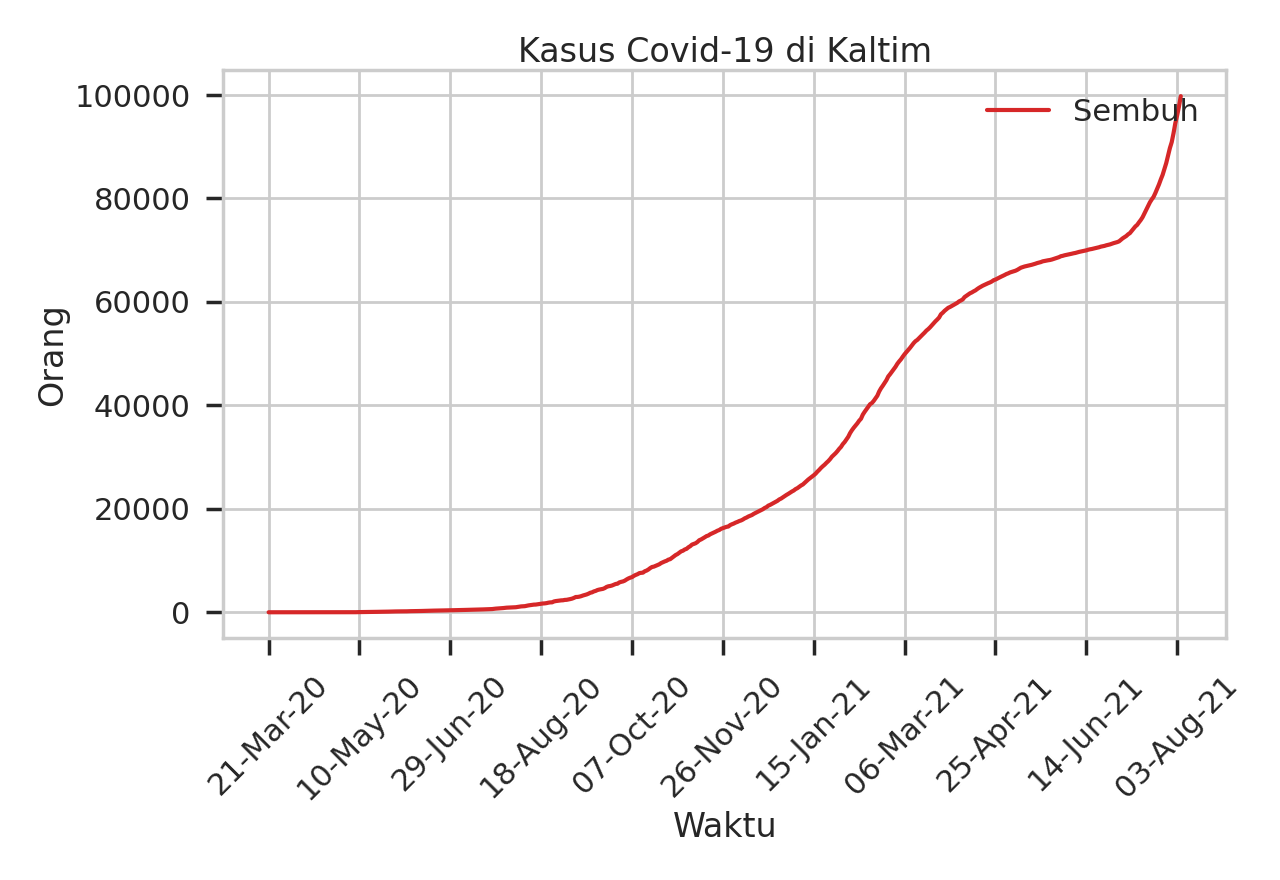 Kasus Covid-19 di Kaltim
Sembuh
Orang
100000
80000
60000
40000
20000
0
21-Mar-20
10-May-20
29-Jun-20
18-Aug-20
07-Oct-20
26-Nov-20
15-Jan-21
06-Mar-21
25-Apr-21
14-Jun-21
03-Aug-21
Waktu